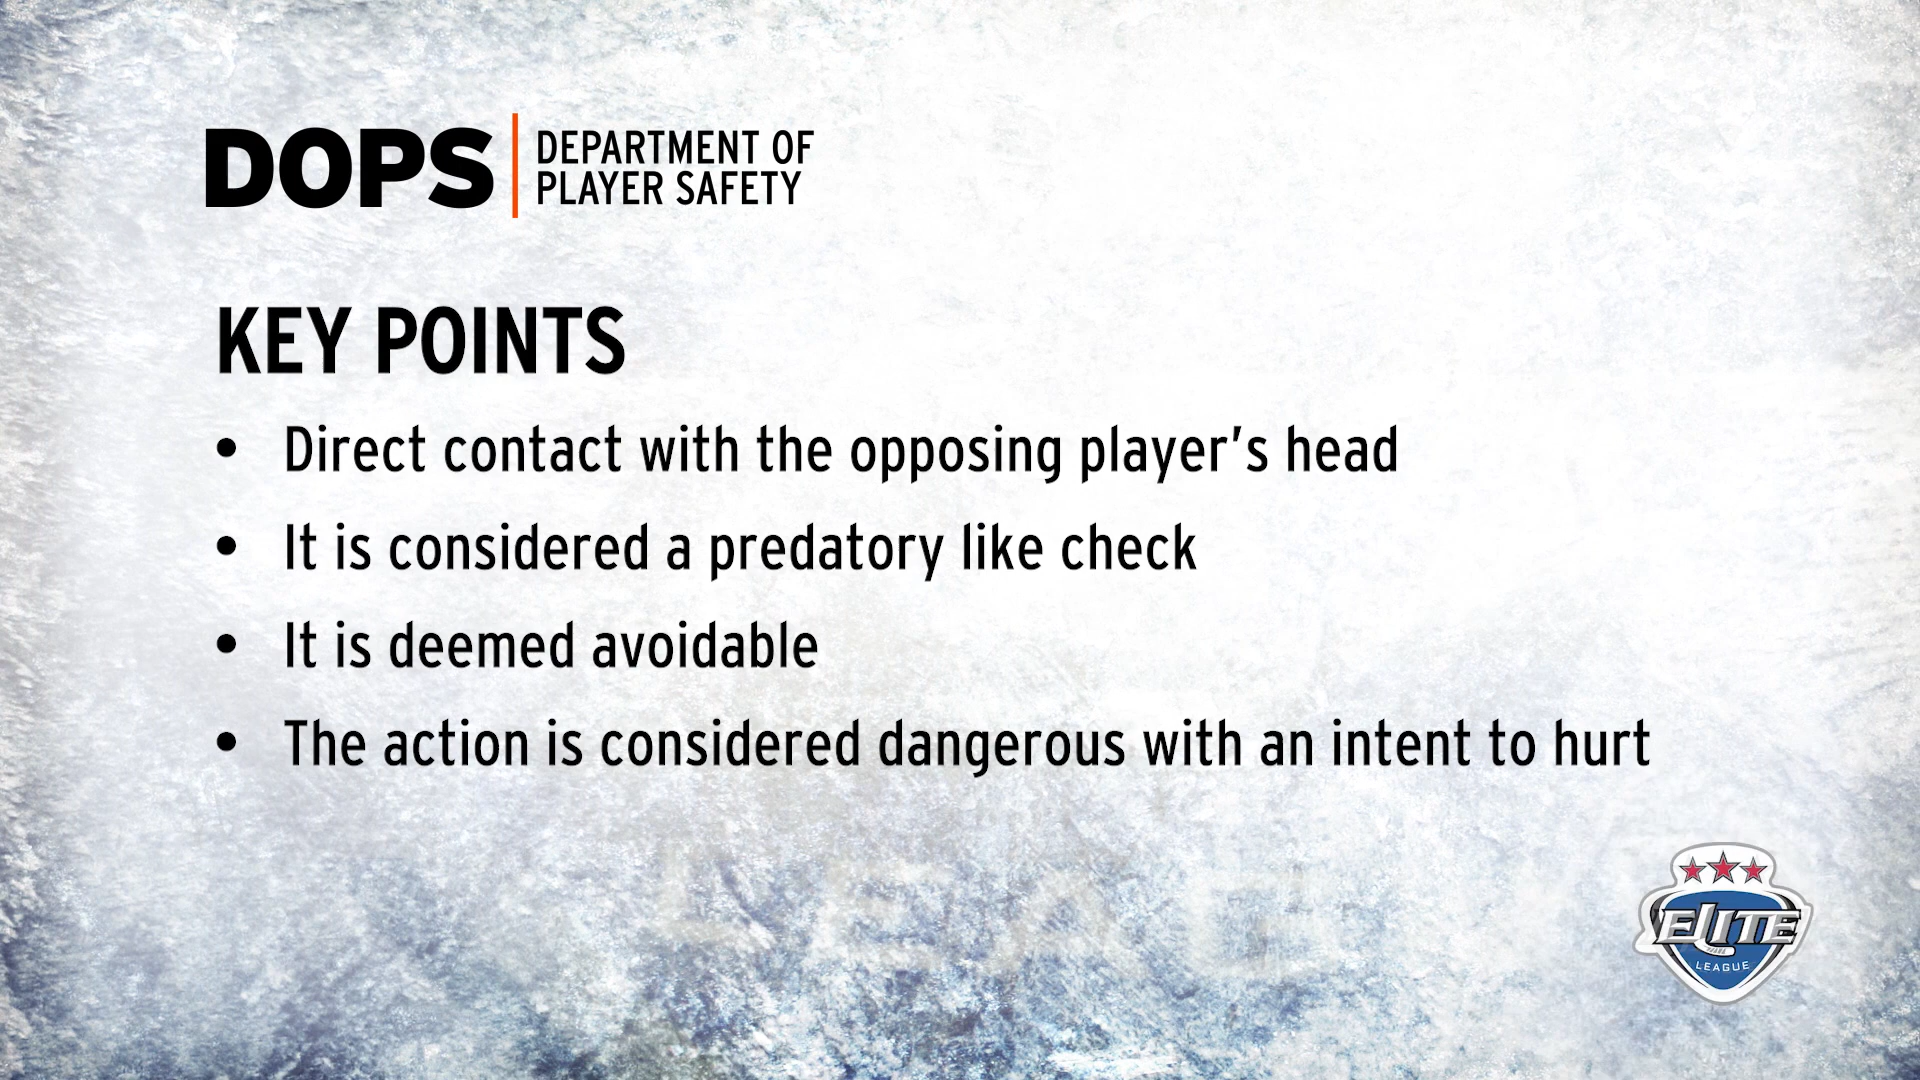 DOPS
DEPARTMENT OF
PLAYER SAFETY
KEY POINTS
• Direct contact with the opposing player’s head
• It is considered a predatory like check
• It is deemed avoidable
• The action is considered dangerous with an intent to hurt
ELITE
LEAGUE